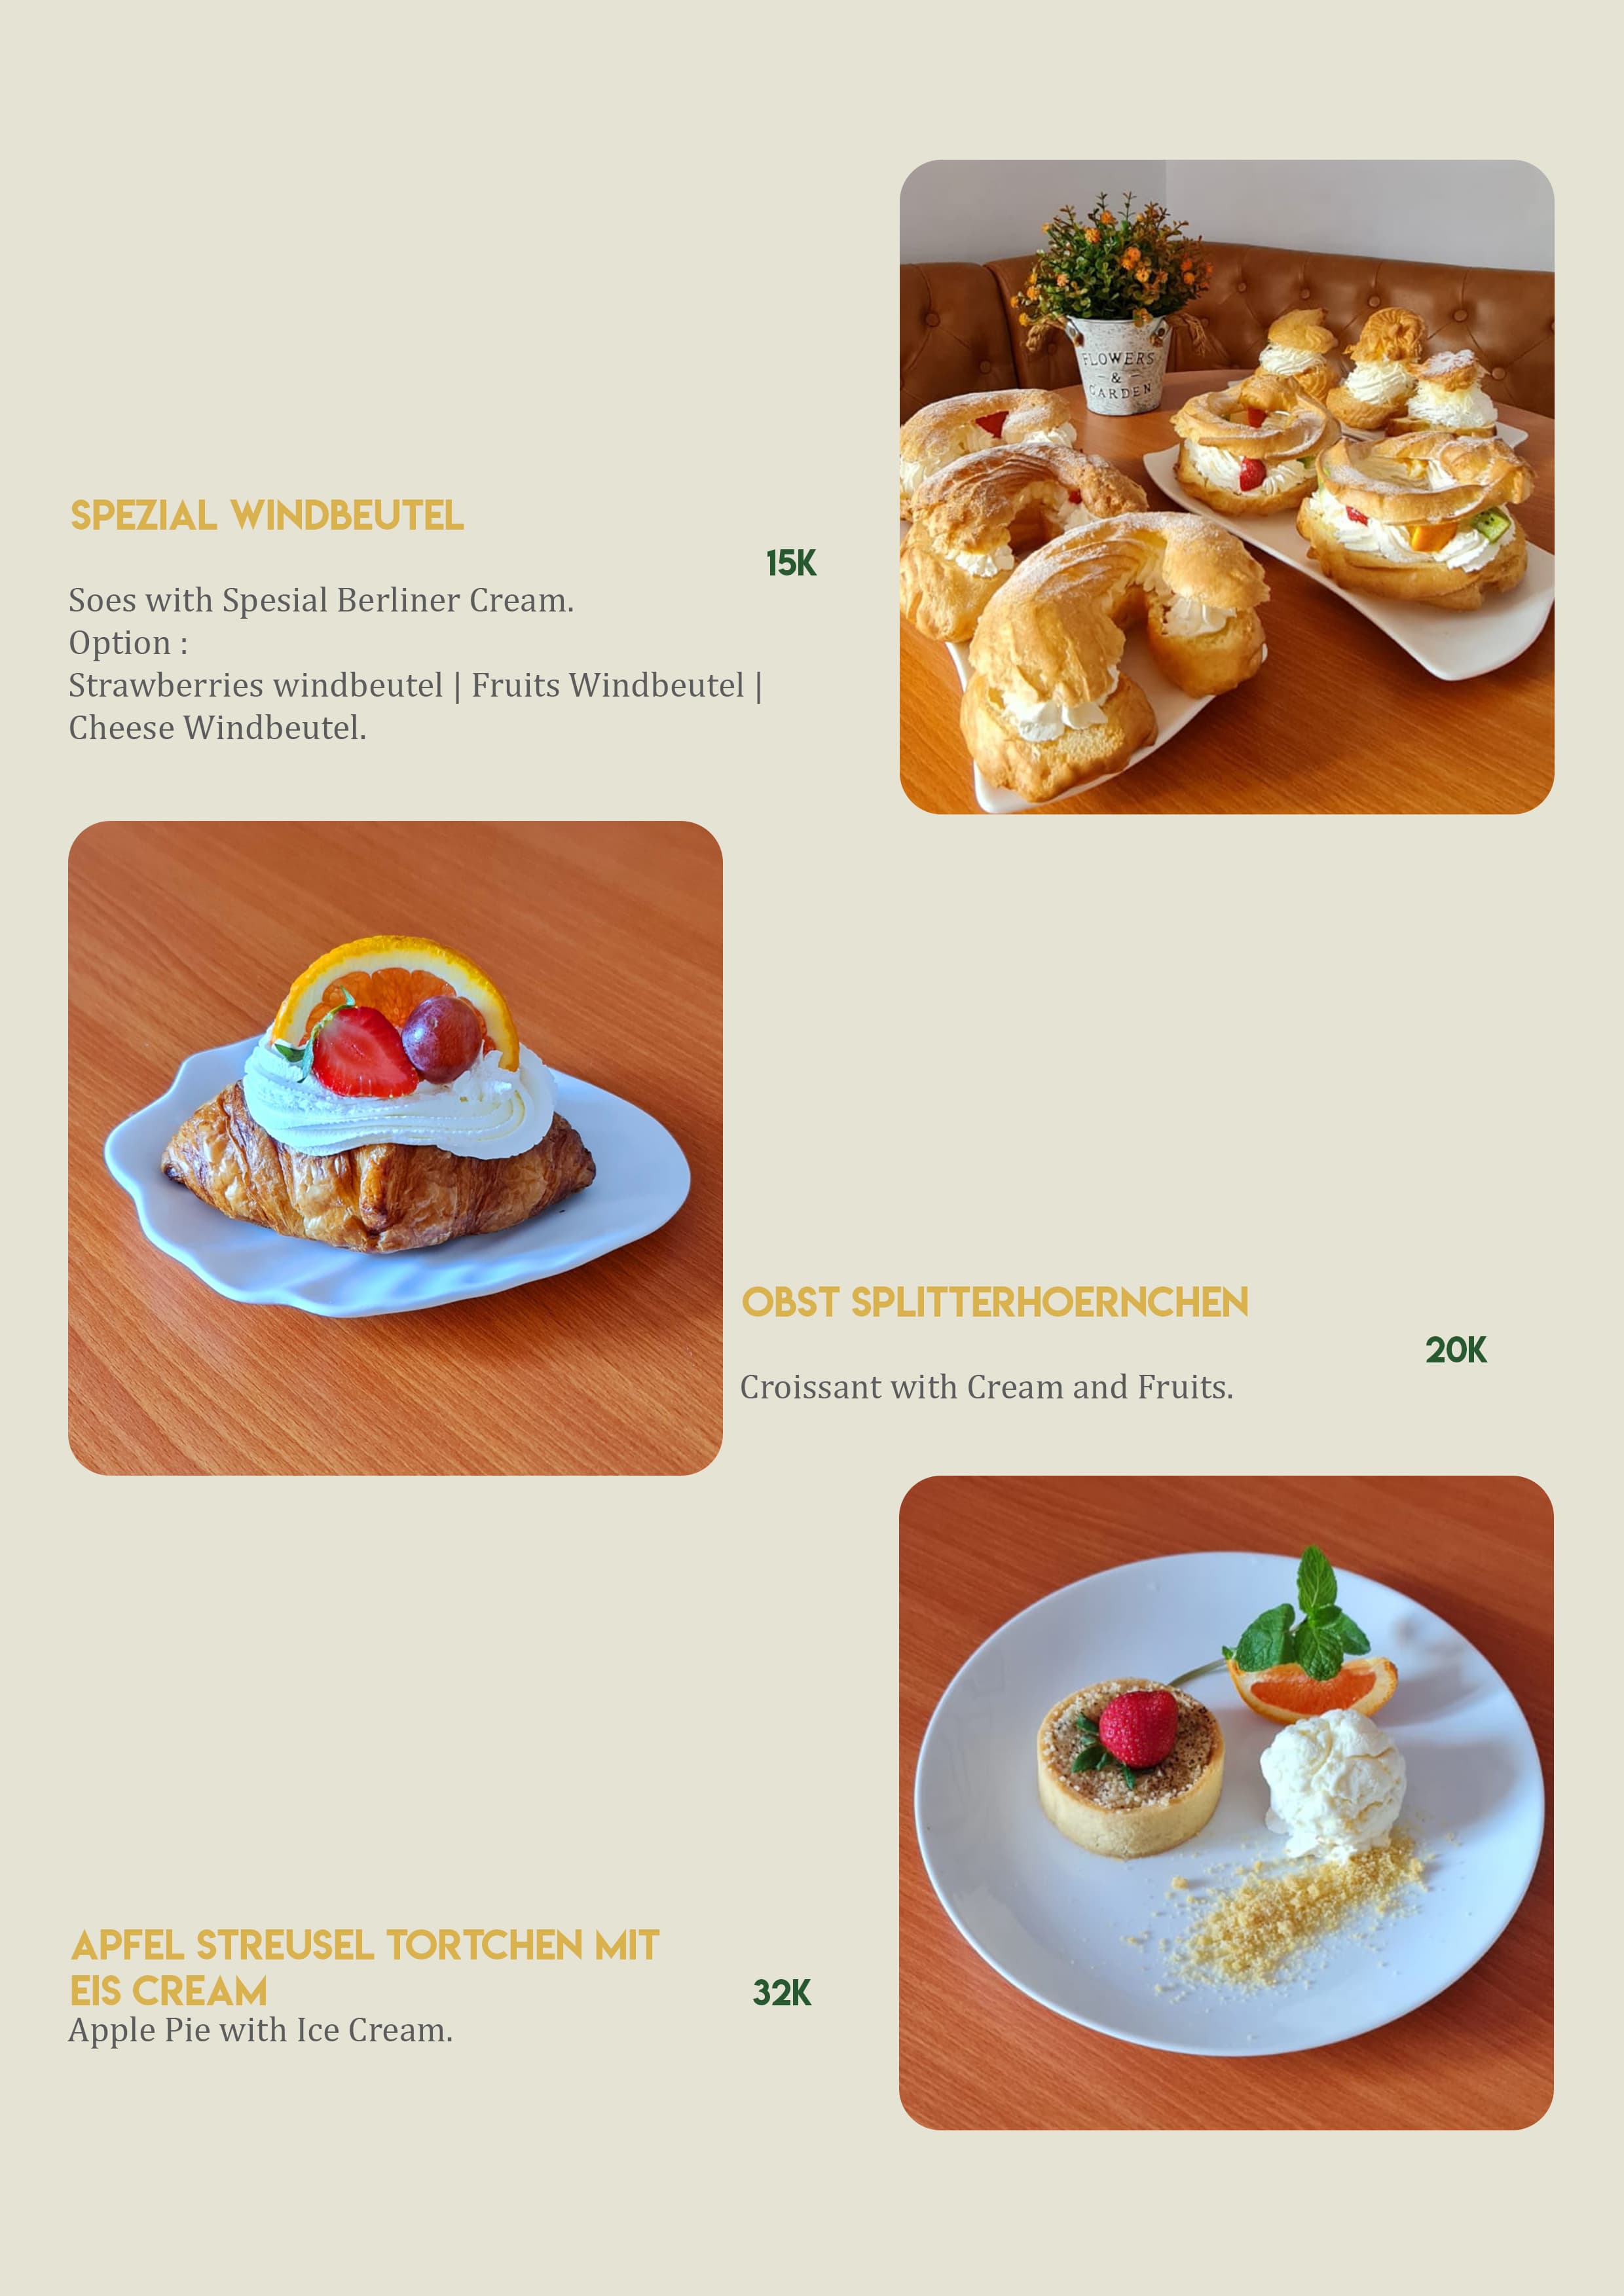 FLOWERS
&
GARDEN
SPEZIAL WINDBEUTEL
15K
Soes with Spesial Berliner Cream.
Option :
Strawberries windbeutel | Fruits Windbeutel |
Cheese Windbeutel.
OBST SPLITTERHOERNCHEN
20K
Croissant with Cream and Fruits.
APFEL STREUSEL TORTCHEN MIT
EIS CREAM
32K
Apple Pie with Ice Cream.